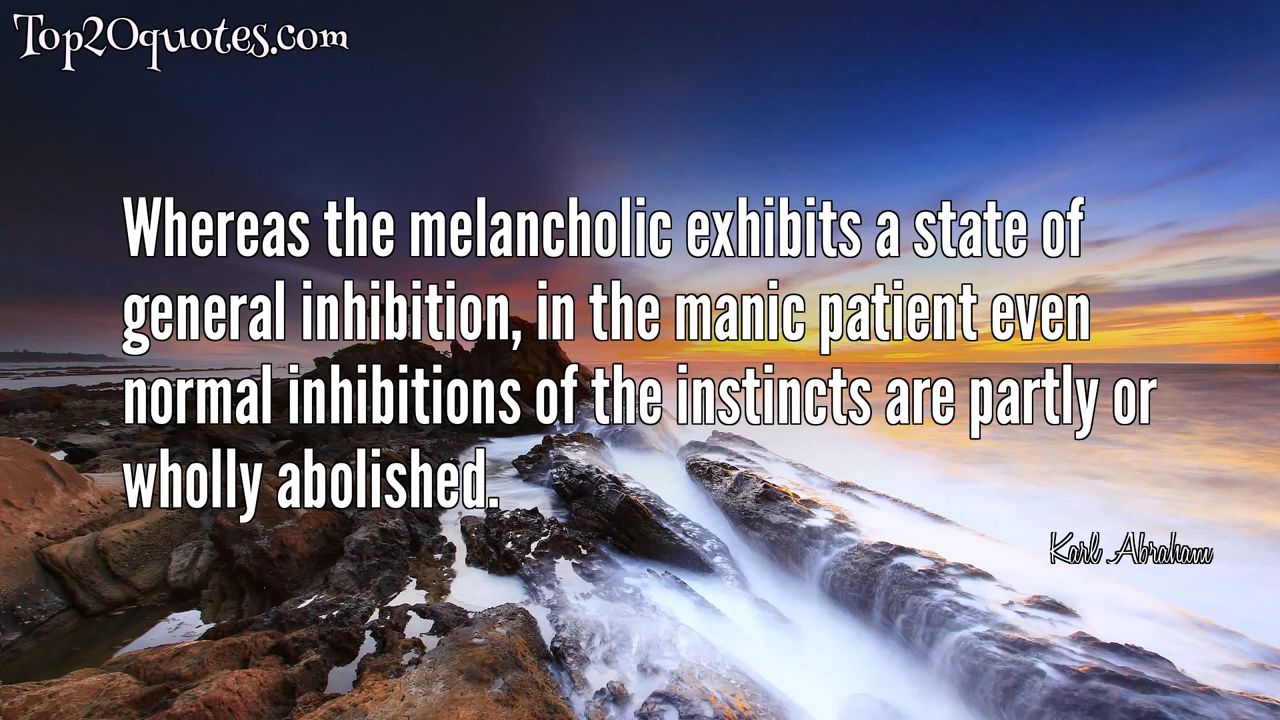 Top20quotes.com
Whereas the melancholic exhibits a state of
general inhibition, in the manic patient even
normal inhibitions of the instincts are partly or
wholly abolished.
Karl Abraham